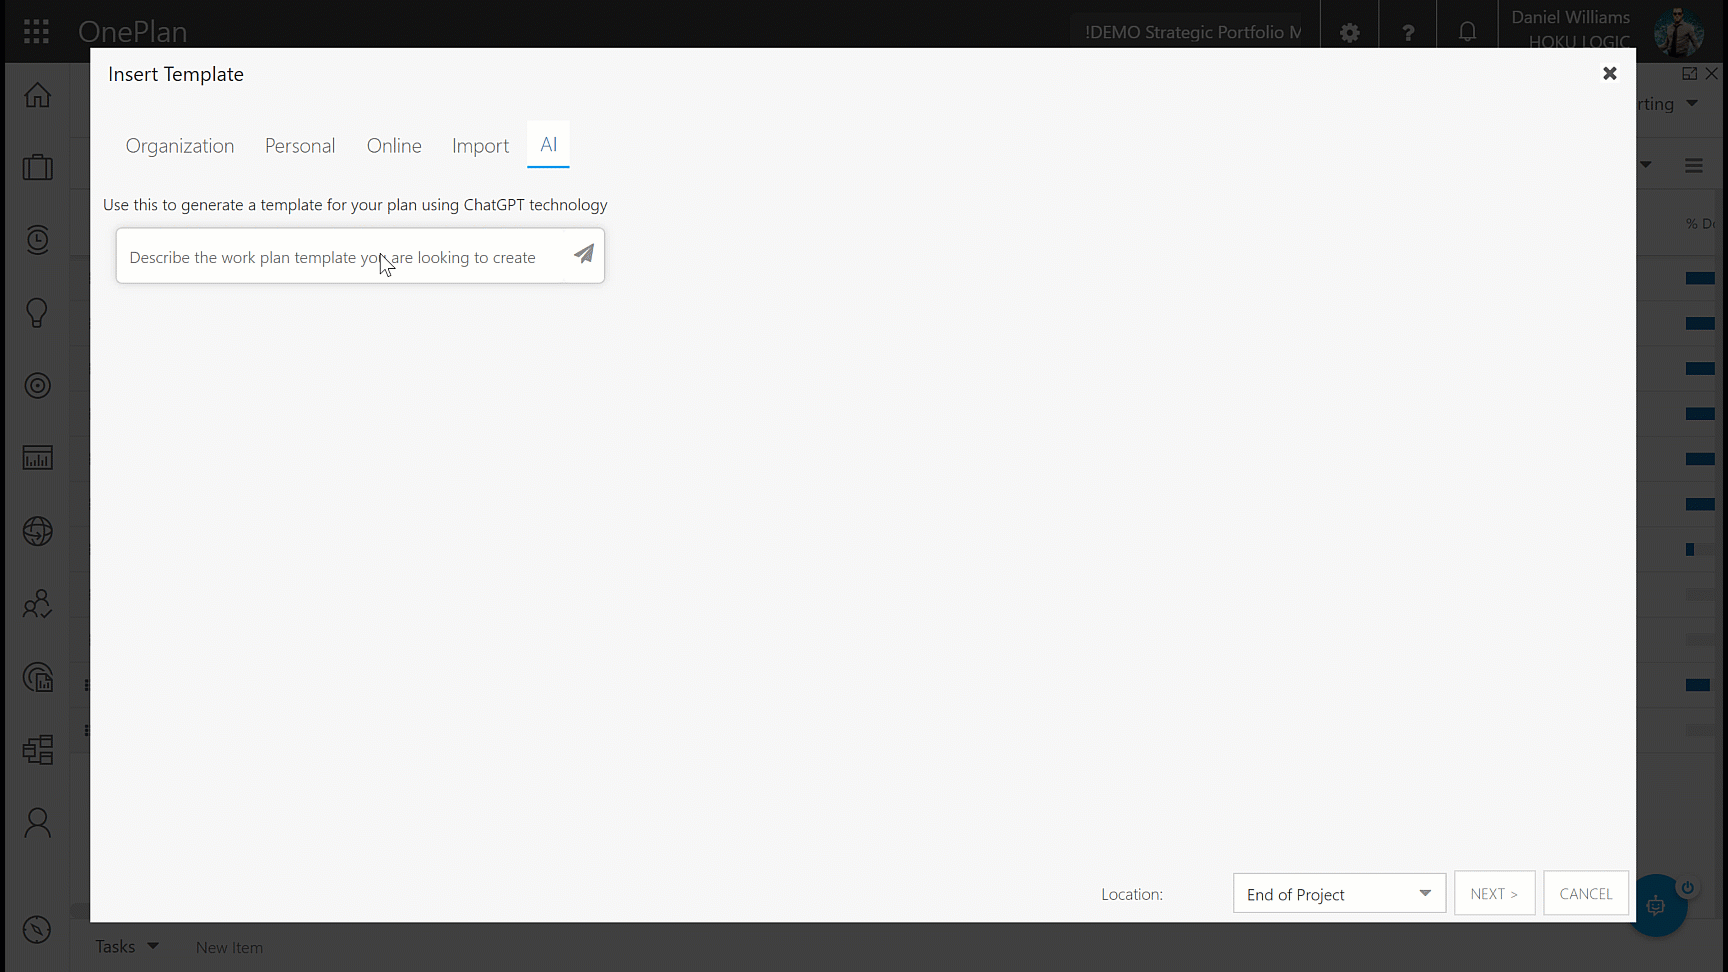 OnePlan
!DEMO Strategic Portfolio M
Daniel Williams
HOKU LOGIC
Insert Template
rting
Organization Personal Online Import AI
Use this to generate a template for your plan using ChatGPT technology
% Do
Describe the work plan template you are looking to create
Location: End of Project NEXT > CANCEL
Tasks New Item